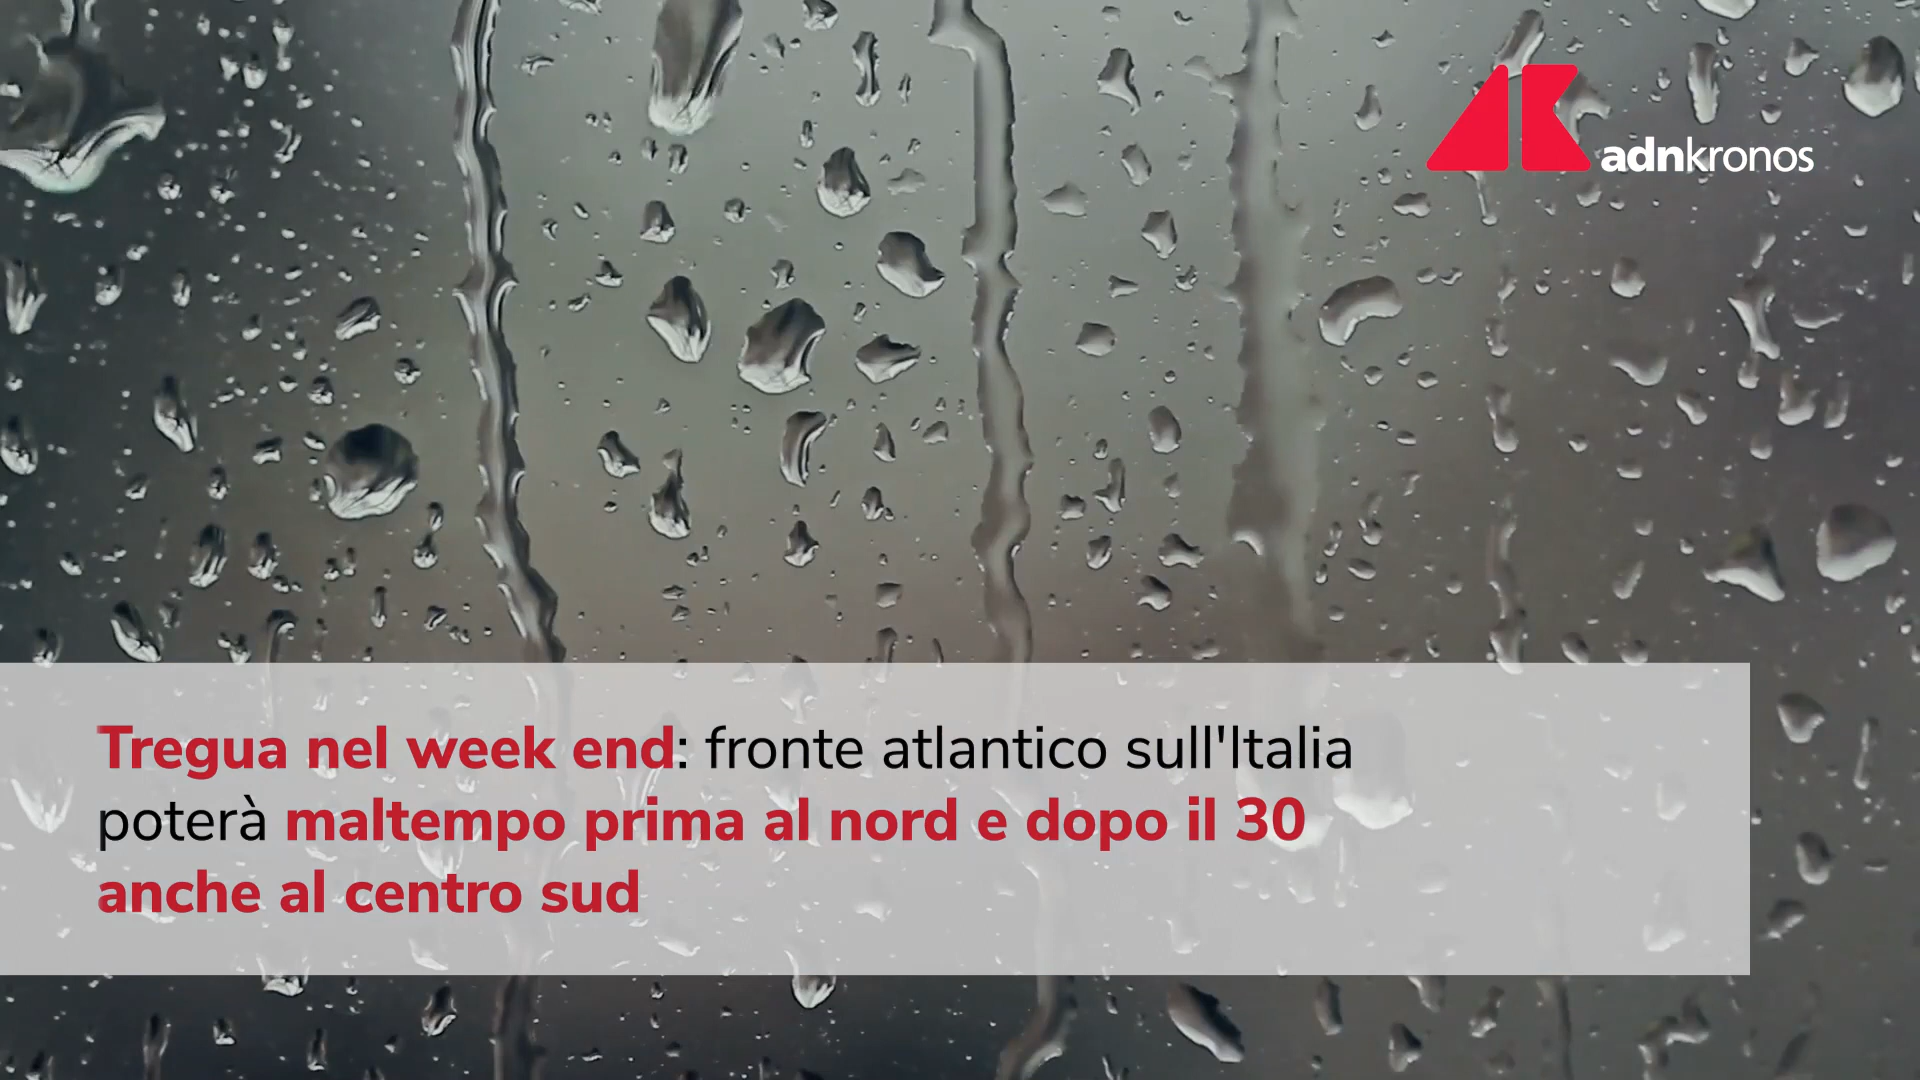 adnkronos
Tregua nel week end: fronte atlantico sull'Italia
poterà maltempo prima al nord e dopo il 30
anche al centro sud